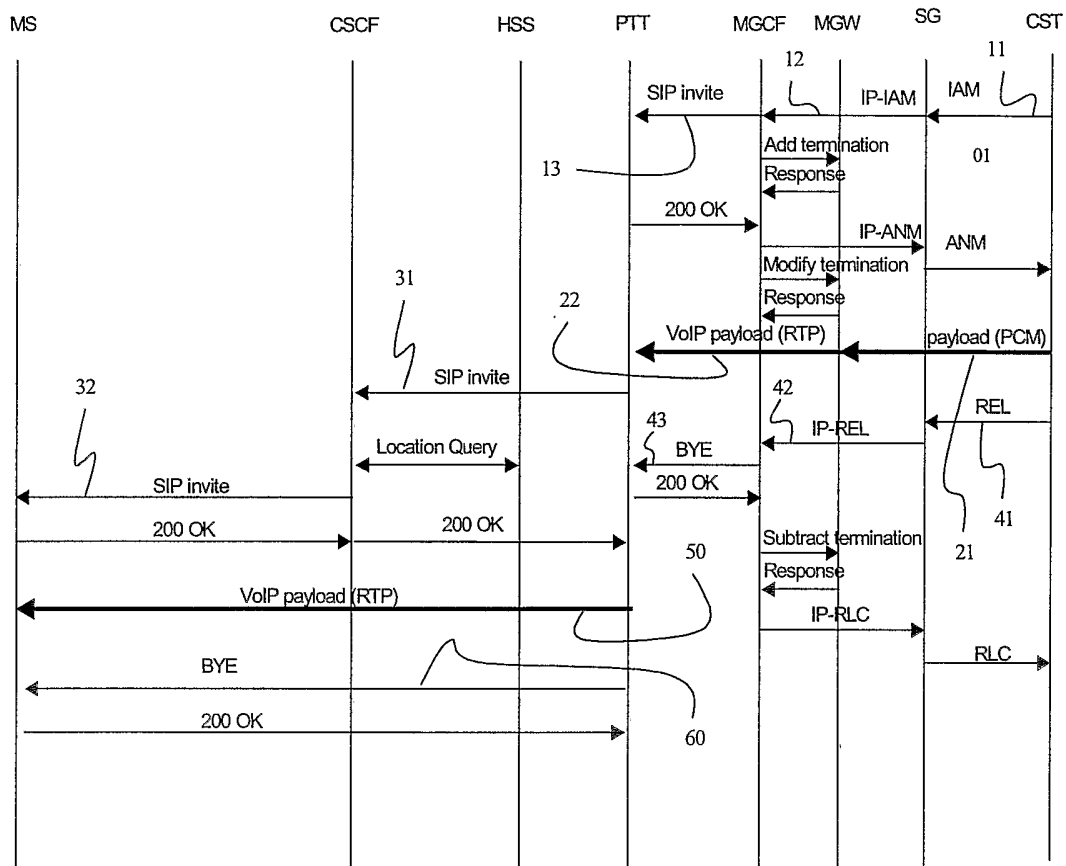 MS CSCF HSS PTT MGCF MGW SG CST
11
12
SIP invite IP-IAM IAM
Add termination
01
13
Response
200 OK
IP-ANM ANM
Modify termination
31
22
Response
VoIP payload (RTP) payload (PCM)
SIP invite
32
42
REL
43
IP-REL
Location Query
BYE
SIP invite
200 OK
41
200 OK 200 OK
Subtract termination
50
21
Response
VoIP payload (RTP)
IP-RLC
RLC
BYE
200 OK
60